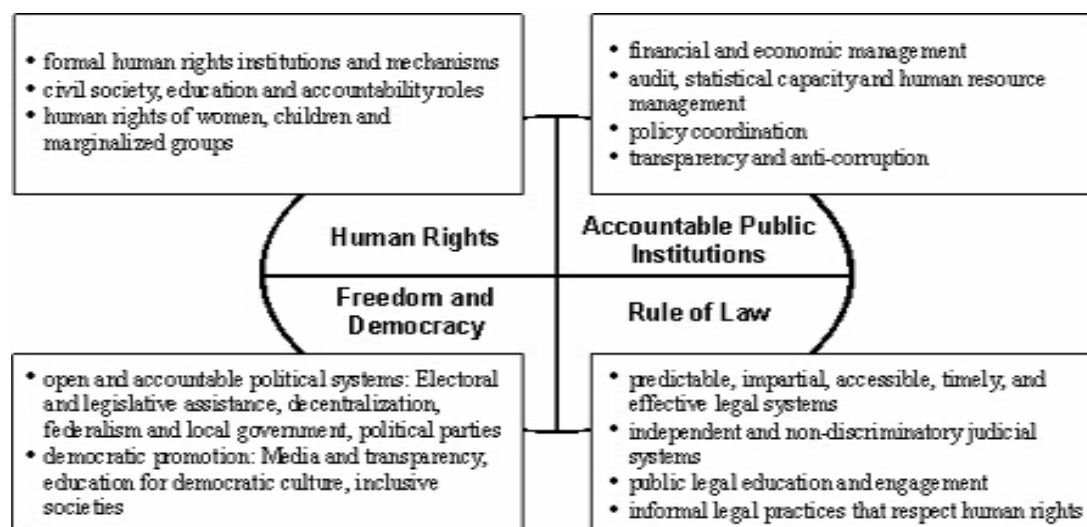 • formal human rights institutions and mechanisms
• civil society, education and accountability roles
• human rights of women, children and
marginalized groups
• financial and economic management
• audit, statistical capacity and human resource
management
• policy coordination
• transparency and anti-corruption
Human Rights
Accountable Public
Institutions
Freedom and
Democracy
Rule of Law
• open and accountable political systems: Electoral
and legislative assistance, decentralization,
federalism and local government, political parties
• democratic promotion: Media and transparency,
education for democratic culture, inclusive
societies
• predictable, impartial, accessible, timely, and
effective legal systems
• independent and non-discriminatory judicial
systems
• public legal education and engagement
• informal legal practices that respect human rights